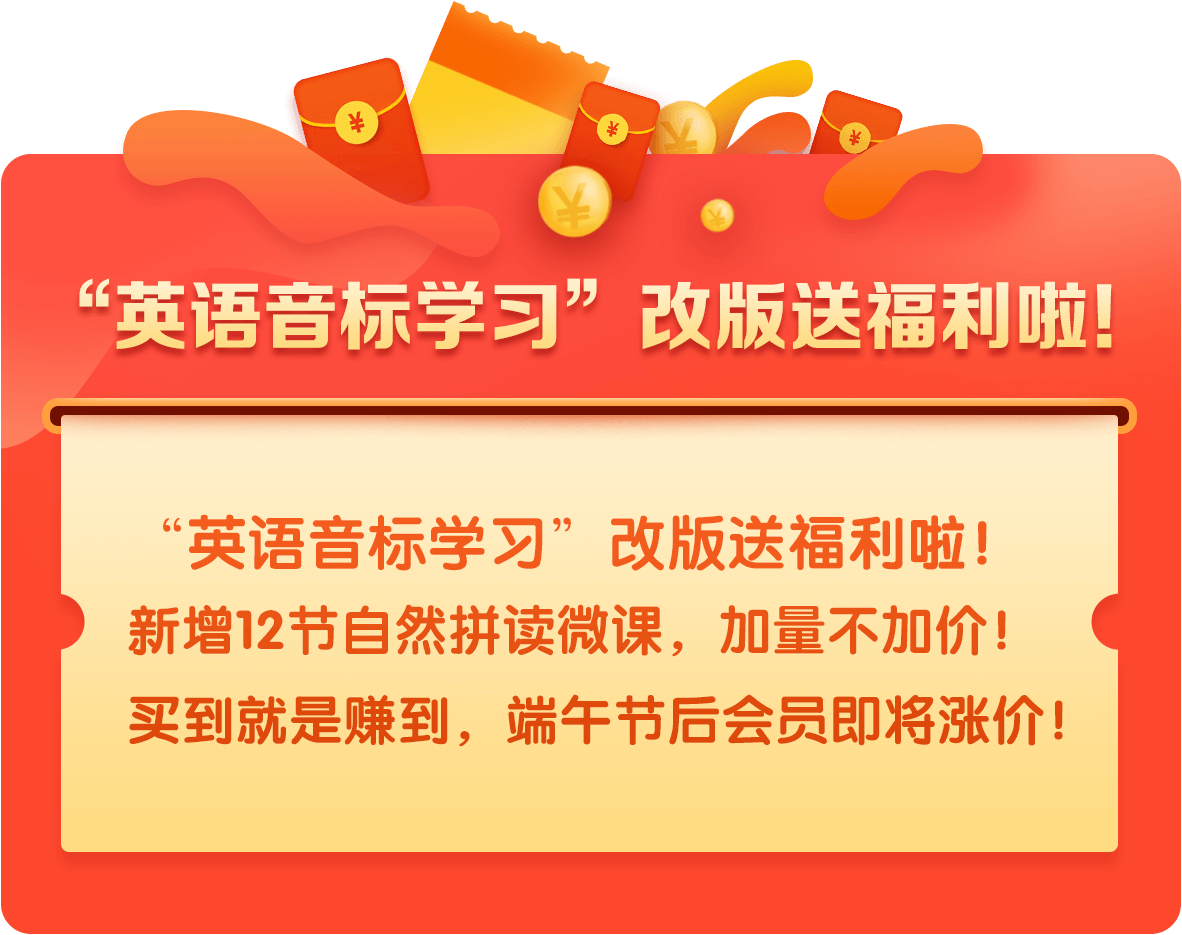 “英语音标学习”改版送福利啦!
“英语音标学习”改版送福利啦!
新增12节自然拼读微课，加量不加价!
买到就是赚到，端午节后会员即将涨价!